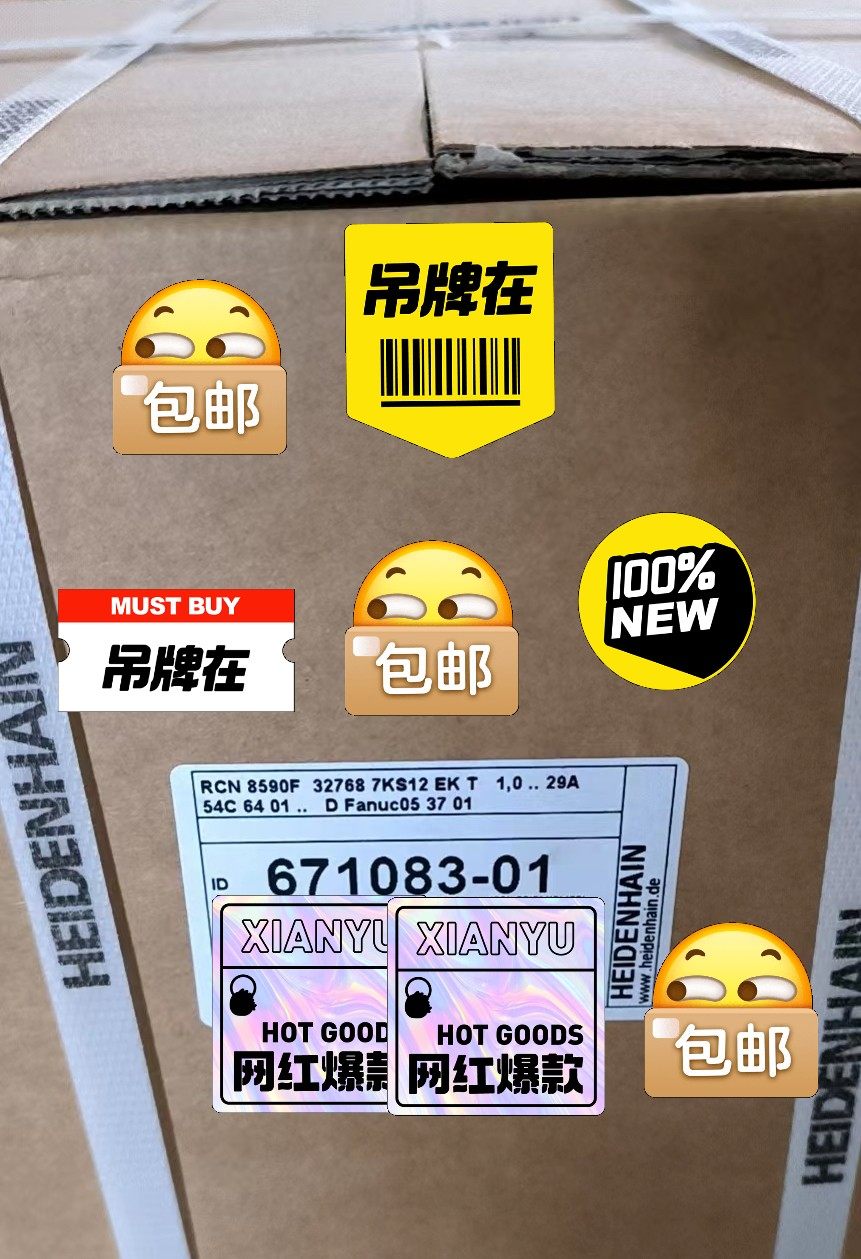 吊牌在
包邮
MUST BUY
吊牌在
包邮
100%
NEW
HEIDENHAIN
RCN 8590F 32768 7KS12 EK T 1,0 .. 29A
54C 64 01 .. D Fanuc05 37 01
ID 671083-01
HEIDENHAIN
www.heidenhain.de
XIANYU
HOT GOOD
网红爆款
XIANYU
HOT GOODS
网红爆款
包邮
HEIDENHAIN